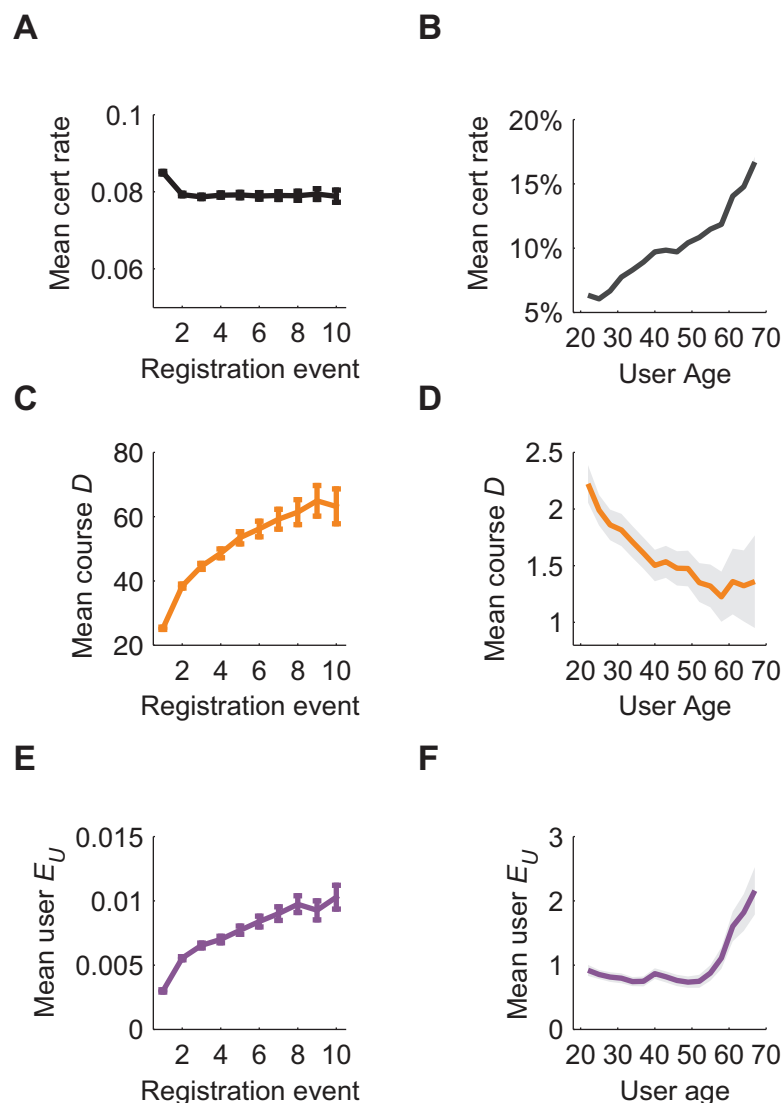 A
Mean cert rate
0.1
0.08
0.06
2 4 6 8 10
Registration event
B
Mean cert rate
20%
15%
10%
5%
20 30 40 50 60 70
User Age
C
Mean course D
80
60
40
20
2 4 6 8 10
Registration event
D
Mean course D
2.5
2
1.5
1
20 30 40 50 60 70
User Age
E
Mean user E_U
0.015
0.01
0.005
0
2 4 6 8 10
Registration event
F
Mean user E_U
3
2
1
0
20 30 40 50 60 70
User age